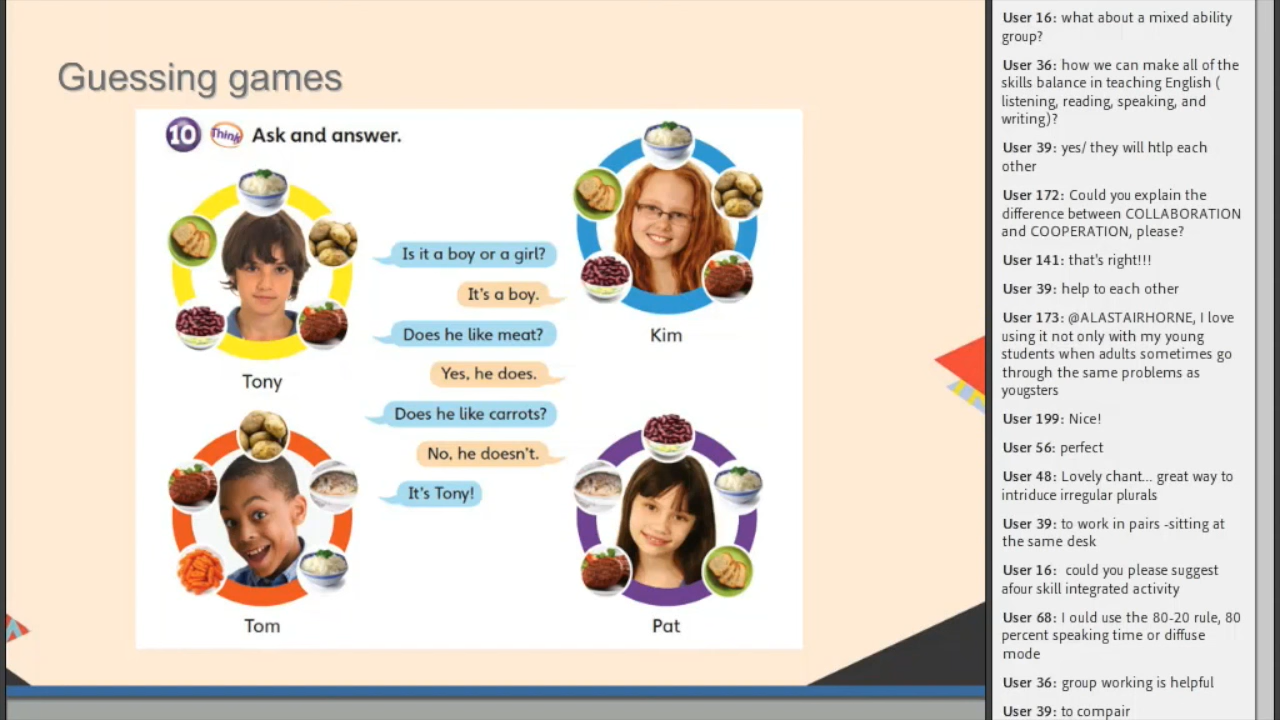 Guessing games
10 Think Ask and answer.
Is it a boy or a girl?
It's a boy.
Does he like meat?
Yes, he does.
Does he like carrots?
No, he doesn't.
It's Tony!
Tony
Kim
Tom
Pat
User 16: what about a mixed ability
group?
User 36: how we can make all of the
skills balance in teaching English (
listening, reading, speaking, and
writing)?
User 39: yes/ they will htlp each
other
User 172: Could you explain the
difference between COLLABORATION
and COOPERATION, please?
User 141: that's right!!!
User 39: help to each other
User 173: @ALASTAIRHORNE, I love
using it not only with my young
students when adults sometimes go
through the same problems as
yougsters
User 199: Nice!
User 56: perfect
User 48: Lovely chant... great way to
intriduce irregular plurals
User 39: to work in pairs -sitting at
the same desk
User 16: could you please suggest
afour skill integrated activity
User 68: I ould use the 80-20 rule, 80
percent speaking time or diffuse
mode
User 36: group working is helpful
User 39: to compair